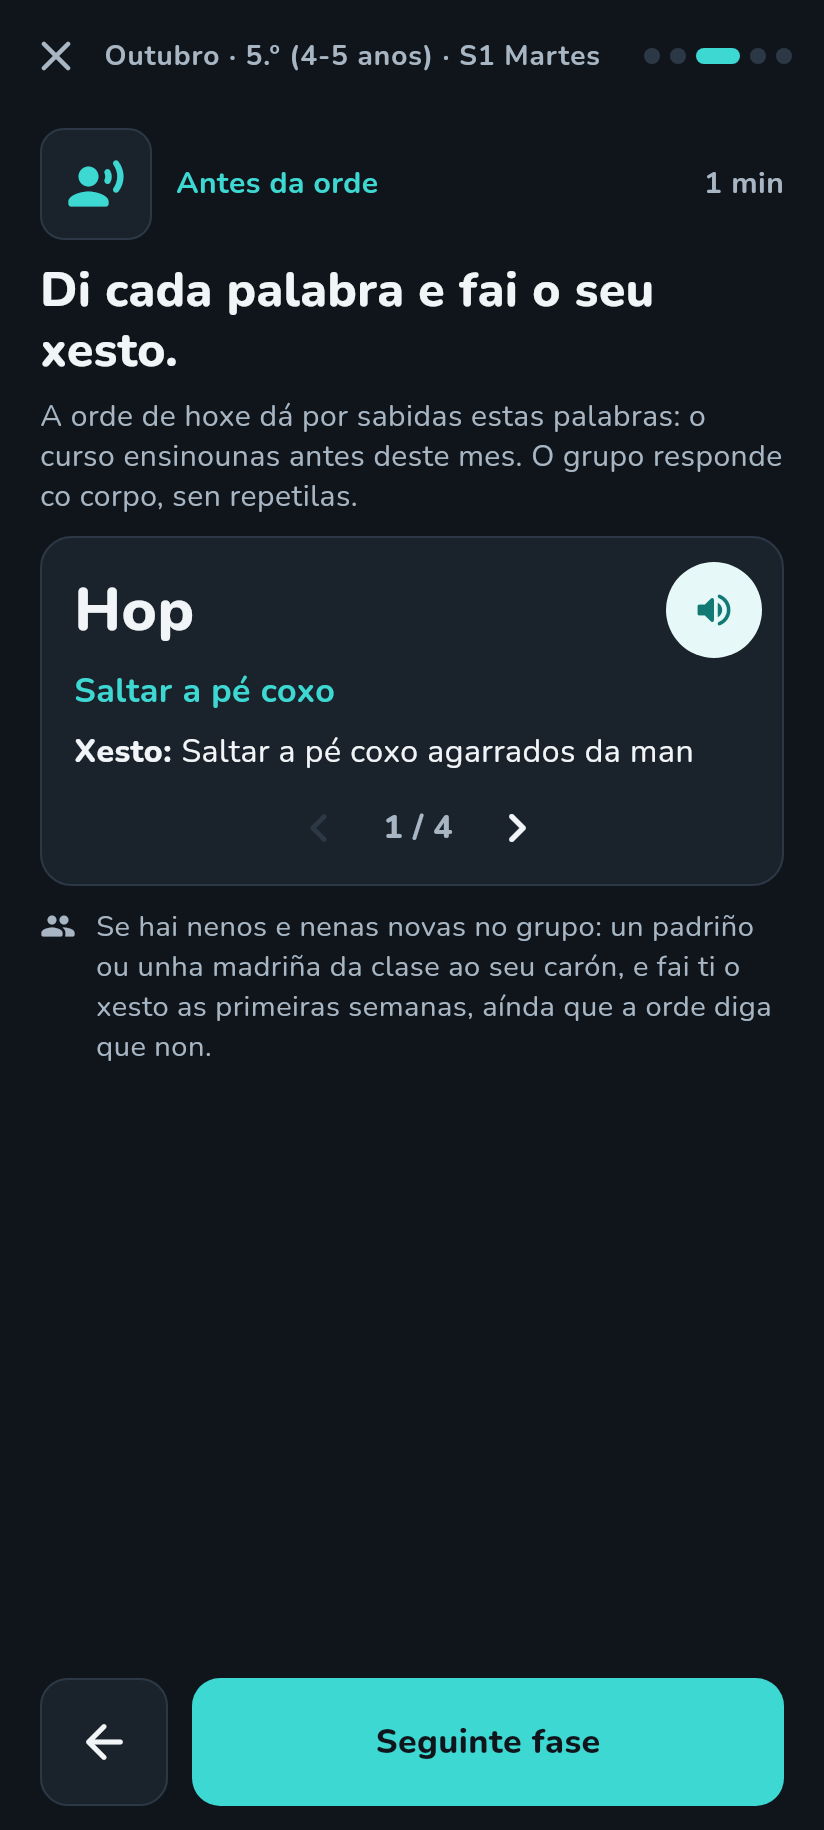 Outubro · 5.º (4-5 anos) · S1 Martes
Antes da orde
1 min
Di cada palabra e fai o seu
xesto.
A orde de hoxe dá por sabidas estas palabras: o
curso ensinounas antes deste mes. O grupo responde
co corpo, sen repetilas.
Hop
Saltar a pé coxo
Xesto: Saltar a pé coxo agarrados da man
1 / 4
Se hai nenos e nenas novas no grupo: un padriño
ou unha madriña da clase ao seu carón, e fai ti o
xesto as primeiras semanas, aínda que a orde diga
que non.
Seguinte fase